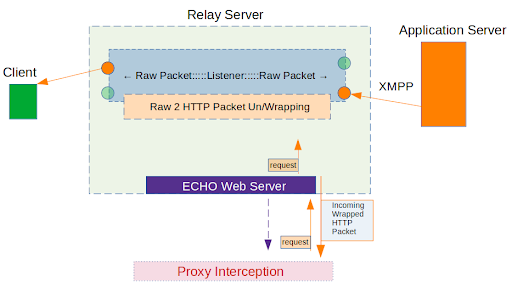 Relay Server
Application Server
Client
← Raw Packet:::::Listener:::::Raw Packet →
XMPP
Raw 2 HTTP Packet Un/Wrapping
request
ECHO Web Server
Incoming
Wrapped
HTTP
Packet
request
Proxy Interception